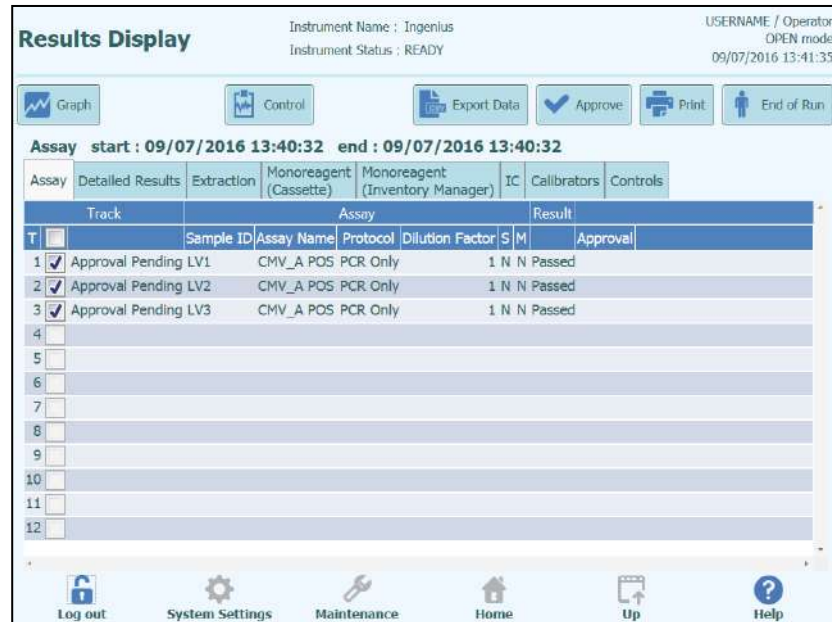 Results Display
Instrument Name : Ingenius
Instrument Status : READY
USERNAME / Operator
OPEN mode
09/07/2016 13:41:35
Graph Control Export Data Approve Print End of Run
Assay start : 09/07/2016 13:40:32 end : 09/07/2016 13:40:32
Assay Detailed Results Extraction Monoreagent (Cassette) Monoreagent (Inventory Manager) IC Calibrators Controls
Track Assay Result
T Sample ID Assay Name Protocol Dilution Factor S M Approval
1 Approval Pending LV1 CMV_A POS PCR Only 1 N N Passed
2 Approval Pending LV2 CMV_A POS PCR Only 1 N N Passed
3 Approval Pending LV3 CMV_A POS PCR Only 1 N N Passed
4
5
6
7
8
9
10
11
12
Log out System Settings Maintenance Home Up Help